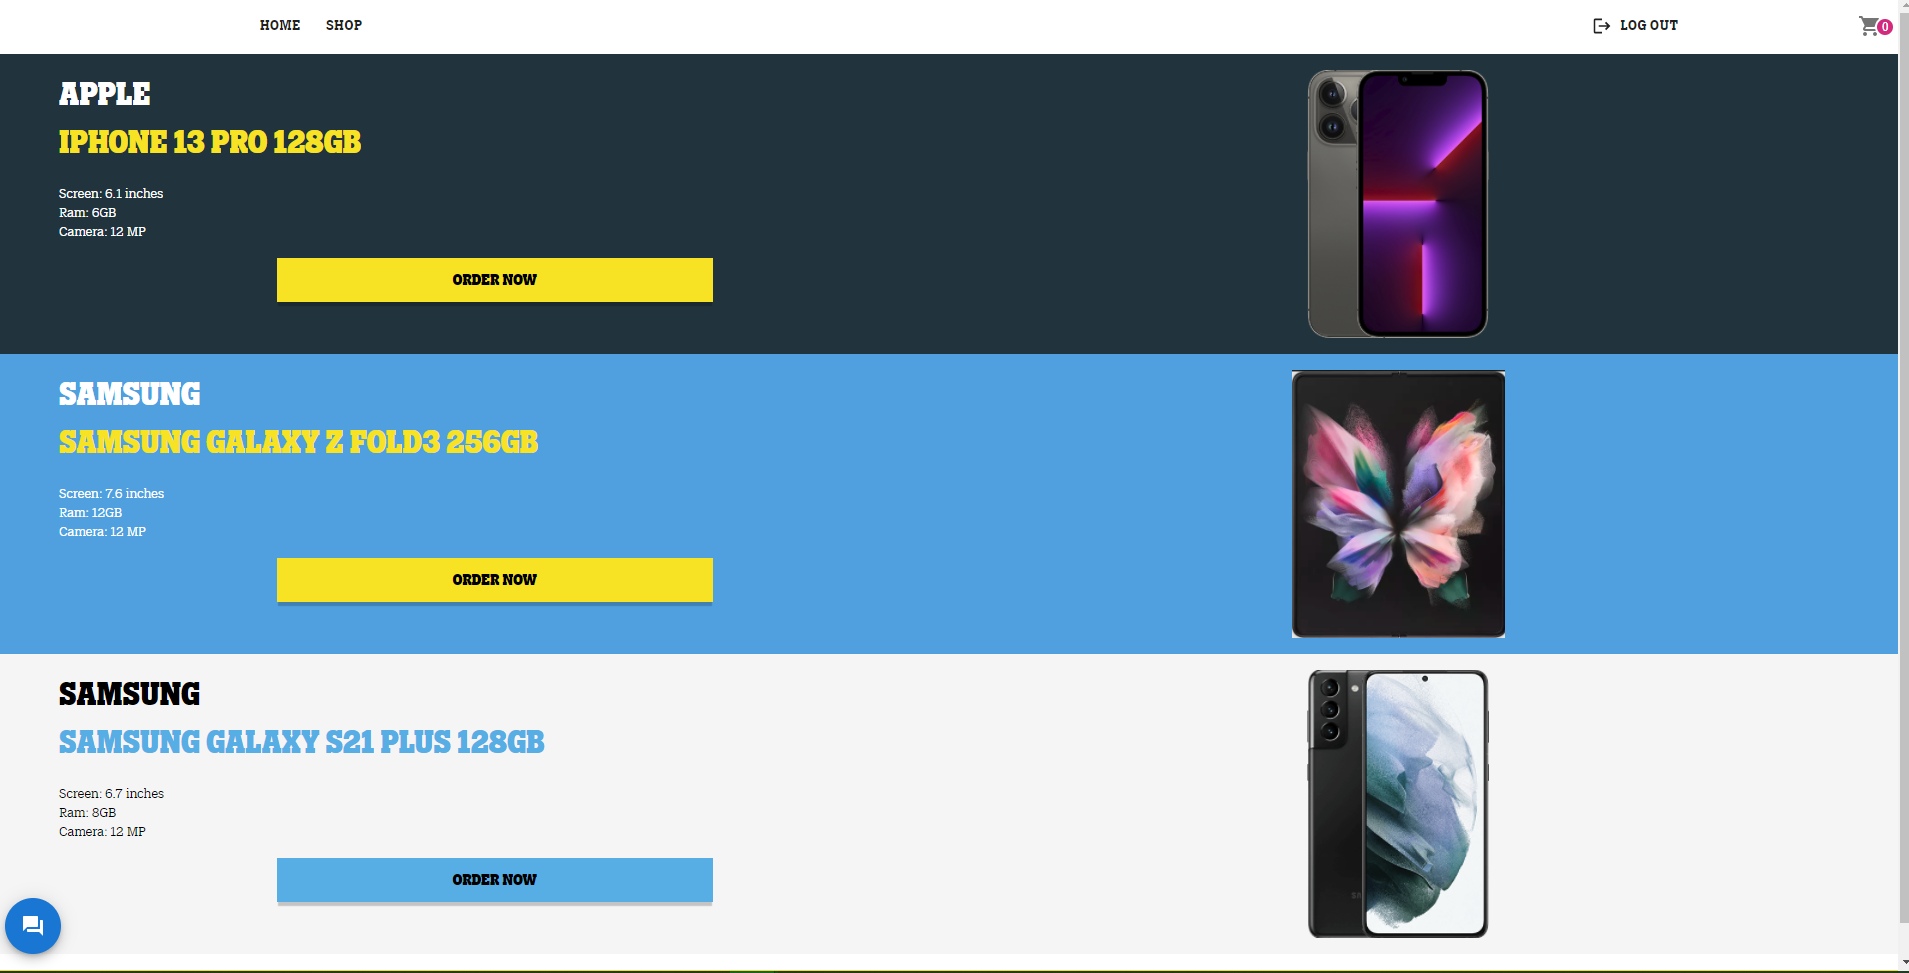 HOME SHOP LOG OUT 0
APPLE
IPHONE 13 PRO 128GB
Screen: 6.1 inches
Ram: 6GB
Camera: 12 MP
ORDER NOW
SAMSUNG
SAMSUNG GALAXY Z FOLD3 256GB
Screen: 7.6 inches
Ram: 12GB
Camera: 12 MP
ORDER NOW
SAMSUNG
SAMSUNG GALAXY S21 PLUS 128GB
Screen: 6.7 inches
Ram: 8GB
Camera: 12 MP
ORDER NOW